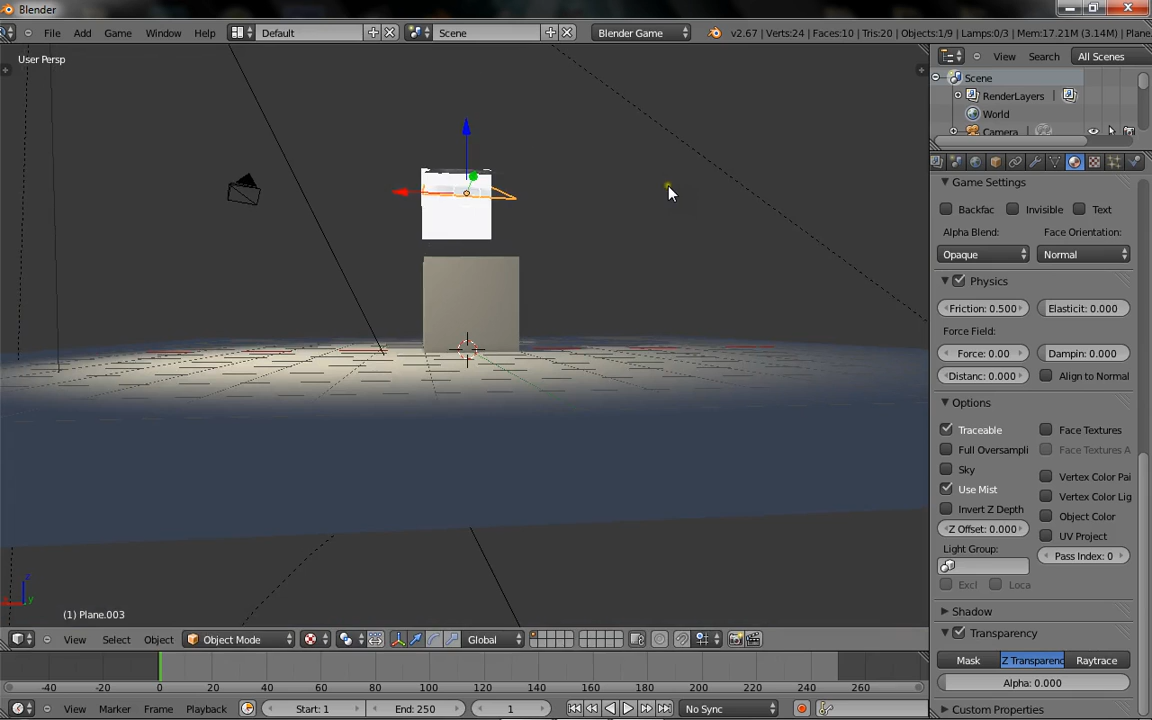 Blender
File Add Game Window Help Default Scene Blender Game v2.67 | Verts:24 | Faces:10 | Tris:20 | Objects:1/9 | Lamps:0/3 | Mem:17.21M (3.14M) | Plane.
User Persp
View Search All Scenes
Scene
RenderLayers
World
Camera
Game Settings
Backfac Invisible Text
Alpha Blend: Face Orientation:
Opaque Normal
Physics
Friction: 0.500 Elasticit: 0.000
Force Field:
Force: 0.00 Dampin: 0.000
Distanc: 0.000 Align to Normal
Options
Traceable Face Textures
Full Oversampli Face Textures A
Sky Vertex Color Pai
Use Mist Vertex Color Lig
Invert Z Depth Object Color
Z Offset: 0.000 UV Project
Light Group: Pass Index: 0
Excl Loca
Shadow
Transparency
Mask Z Transparenc Raytrace
Alpha: 0.000
Custom Properties
z
y
(1) Plane.003
View Select Object Object Mode Global
-40 -20 0 20 40 60 80 100 120 140 160 180 200 220 240 260
View Marker Frame Playback Start: 1 End: 250 1 No Sync